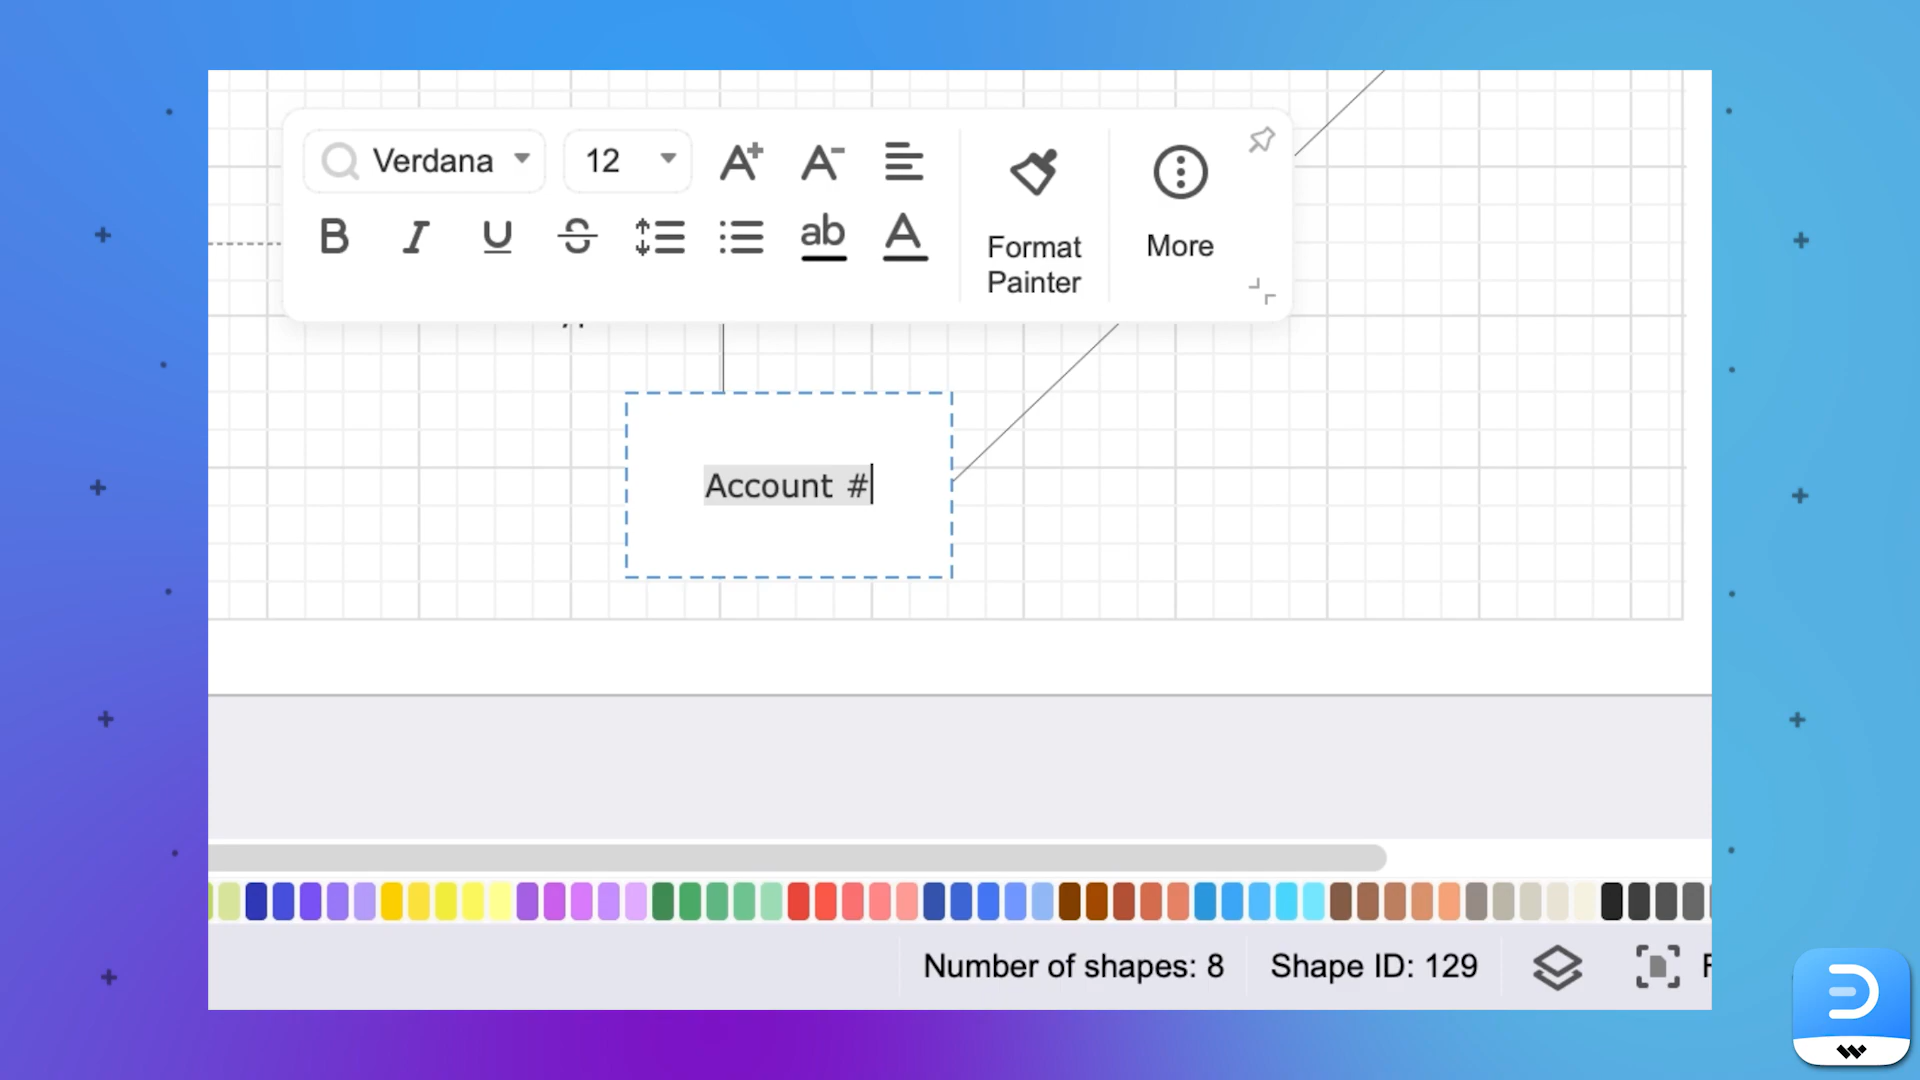 Verdana
12
Format
Painter
More
Account #
Number of shapes: 8
Shape ID: 129